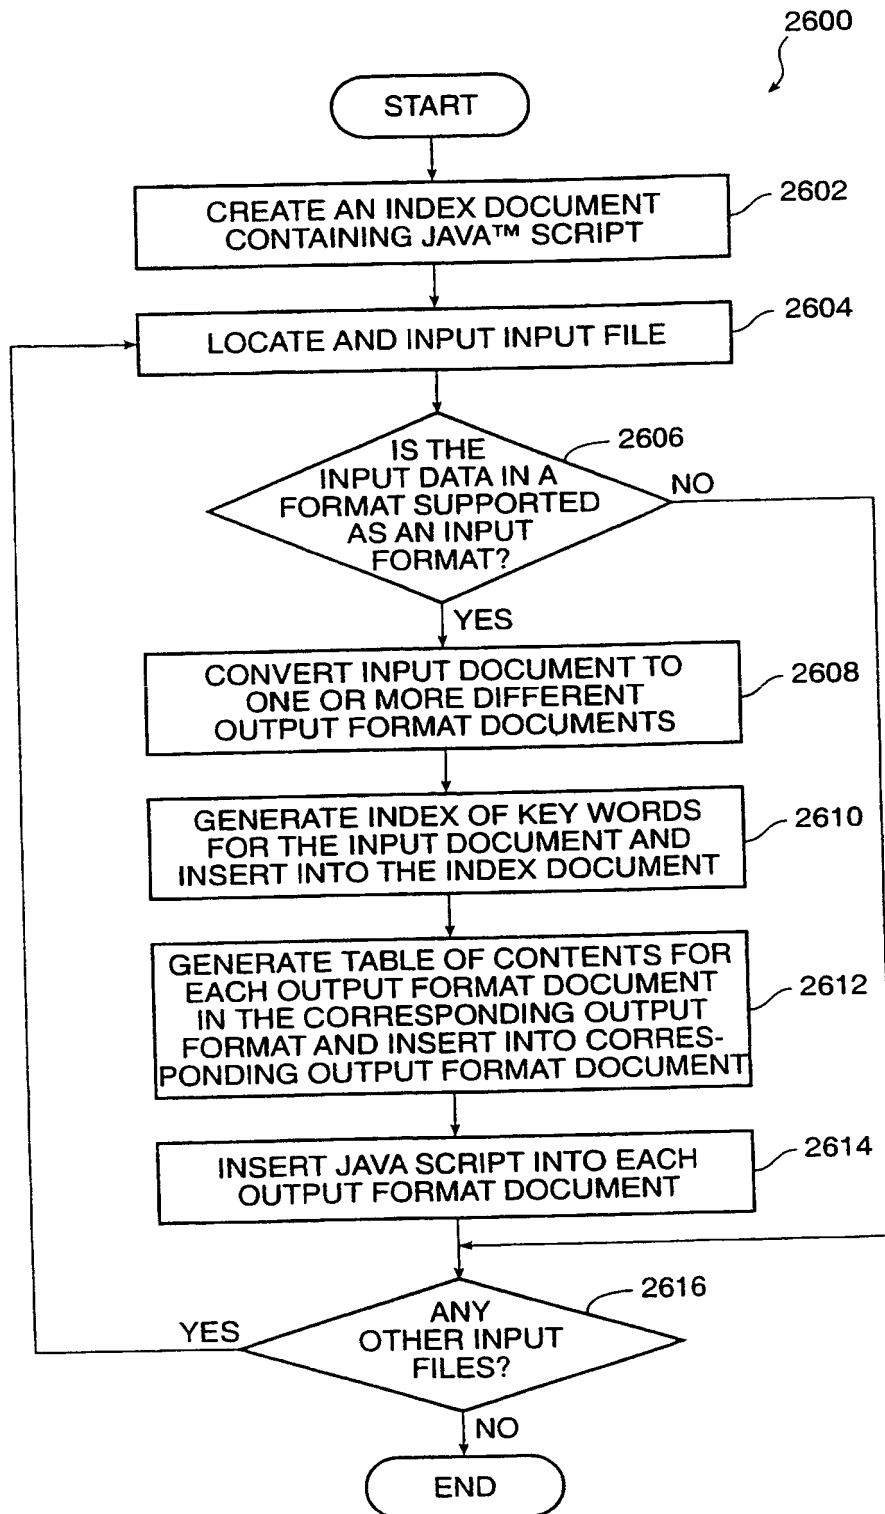 2600
START
CREATE AN INDEX DOCUMENT
CONTAINING JAVA™ SCRIPT
2602
LOCATE AND INPUT INPUT FILE
2604
IS THE
INPUT DATA IN A
FORMAT SUPPORTED
AS AN INPUT
FORMAT?
2606
NO
YES
CONVERT INPUT DOCUMENT TO
ONE OR MORE DIFFERENT
OUTPUT FORMAT DOCUMENTS
2608
GENERATE INDEX OF KEY WORDS
FOR THE INPUT DOCUMENT AND
INSERT INTO THE INDEX DOCUMENT
2610
GENERATE TABLE OF CONTENTS FOR
EACH OUTPUT FORMAT DOCUMENT
IN THE CORRESPONDING OUTPUT
FORMAT AND INSERT INTO CORRES-
PONDING OUTPUT FORMAT DOCUMENT
2612
INSERT JAVA SCRIPT INTO EACH
OUTPUT FORMAT DOCUMENT
2614
ANY
OTHER INPUT
FILES?
2616
YES
NO
END